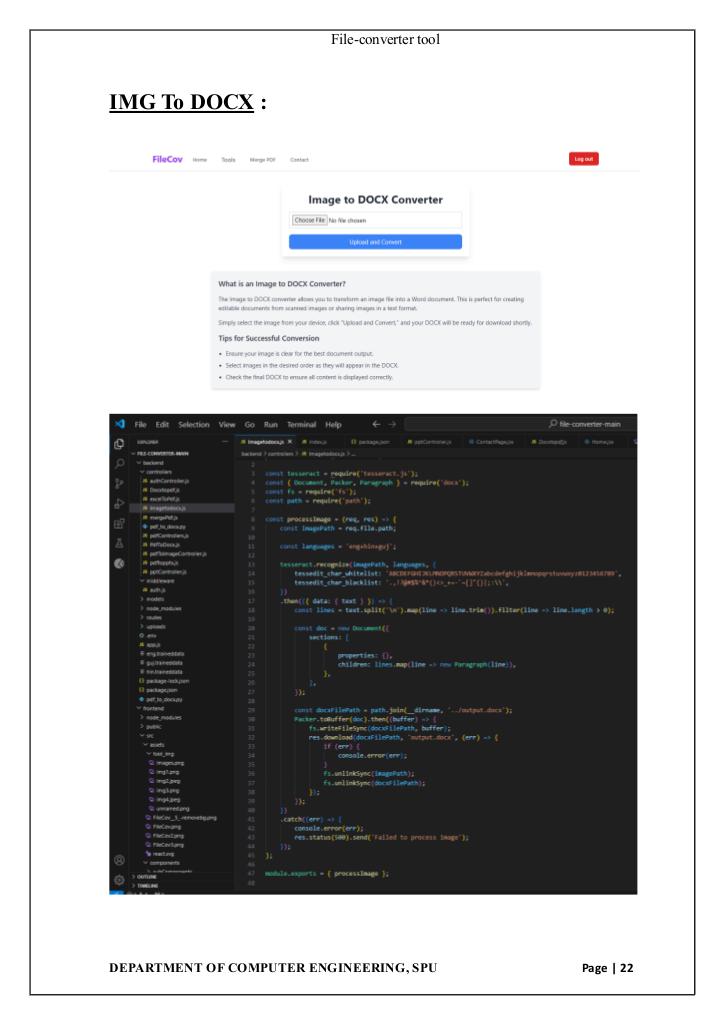 File-converter tool
IMG To DOCX :
FileCov Home Tools Merge PDF Contact Log out
Image to DOCX Converter
Choose File No file chosen
Upload and Convert
What is an Image to DOCX Converter?
The Image to DOCX converter allows you to transform an image file into a Word document. This is perfect for creating
editable documents from scanned images or sharing images in a text format.
Simply select the image from your device, click "Upload and Convert," and your DOCX will be ready for download shortly.
Tips for Successful Conversion
• Ensure your image is clear for the best document output.
• Select images in the desired order as they will appear in the DOCX.
• Check the final DOCX to ensure all content is displayed correctly.
File Edit Selection View Go Run Terminal Help file-converter-main
EXPLORER
FILE-CONVERTER-MAIN
backend
controllers
authController.js
Docxtopdf.js
excelToPdf.js
imagetodocx.js
mergePdf.js
pdf_to_docx.py
pdfControllers.js
PdfToDocx.js
pdfToImageController.js
pdftopptx.js
pptController.js
middleware
auth.js
models
node_modules
routes
uploads
.env
app.js
eng.traineddata
guj.traineddata
hin.traineddata
package-lock.json
package.json
pdf_to_docx.py
frontend
node_modules
public
src
assets
tool_img
images.png
img1.png
img2.jpeg
img3.png
img4.jpeg
unnamed.png
FileCov__5_-removebg.png
FileCov.png
FileCov2.png
FileCov3.png
react.svg
components
OUTLINE
TIMELINE
imagetodocx.js index.js package.json pptController.js ContactPage.jsx Docxtopdf.js Home.jsx
backend > controllers > imagetodocx.js > ...
2
3 const tesseract = require('tesseract.js');
4 const { Document, Packer, Paragraph } = require('docx');
5 const fs = require('fs');
6 const path = require('path');
7
8 const processImage = (req, res) => {
9 const imagePath = req.file.path;
10
11 const languages = 'eng+hin+guj';
12
13 tesseract.recognize(imagePath, languages, {
14 tessedit_char_whitelist: 'ABCDEFGHIJKLMNOPQRSTUVWXYZabcdefghijklmnopqrstuvwxyz0123456789',
15 tessedit_char_blacklist:
16 })
17 .then(({ data: { text } }) => {
18 const lines = text.split('\n').map(line => line.trim()).filter(line => line.length > 0);
19
20 const doc = new Document({
21 sections: [
22 {
23 properties: {},
24 children: lines.map(line => new Paragraph(line)),
25 },
26 ],
27 });
28
29 const docxFilePath = path.join(__dirname, '../output.docx');
30 Packer.toBuffer(doc).then((buffer) => {
31 fs.writeFileSync(docxFilePath, buffer);
32 res.download(docxFilePath, 'output.docx', (err) => {
33 if (err) {
34 console.error(err);
35 }
36 fs.unlinkSync(imagePath);
37 fs.unlinkSync(docxFilePath);
38 });
39 });
40 })
41 .catch((err) => {
42 console.error(err);
43 res.status(500).send('Failed to process image');
44 });
45 };
46
47 module.exports = { processImage };
48
DEPARTMENT OF COMPUTER ENGINEERING, SPU Page | 22